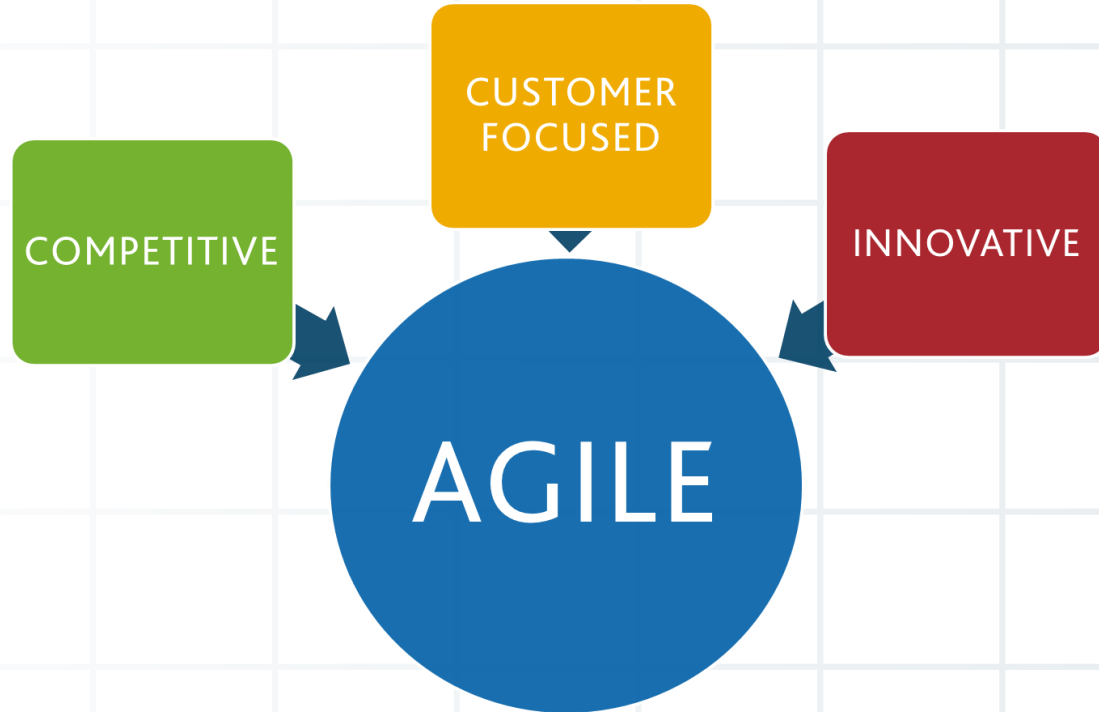 CUSTOMER
FOCUSED
COMPETITIVE
INNOVATIVE
AGILE